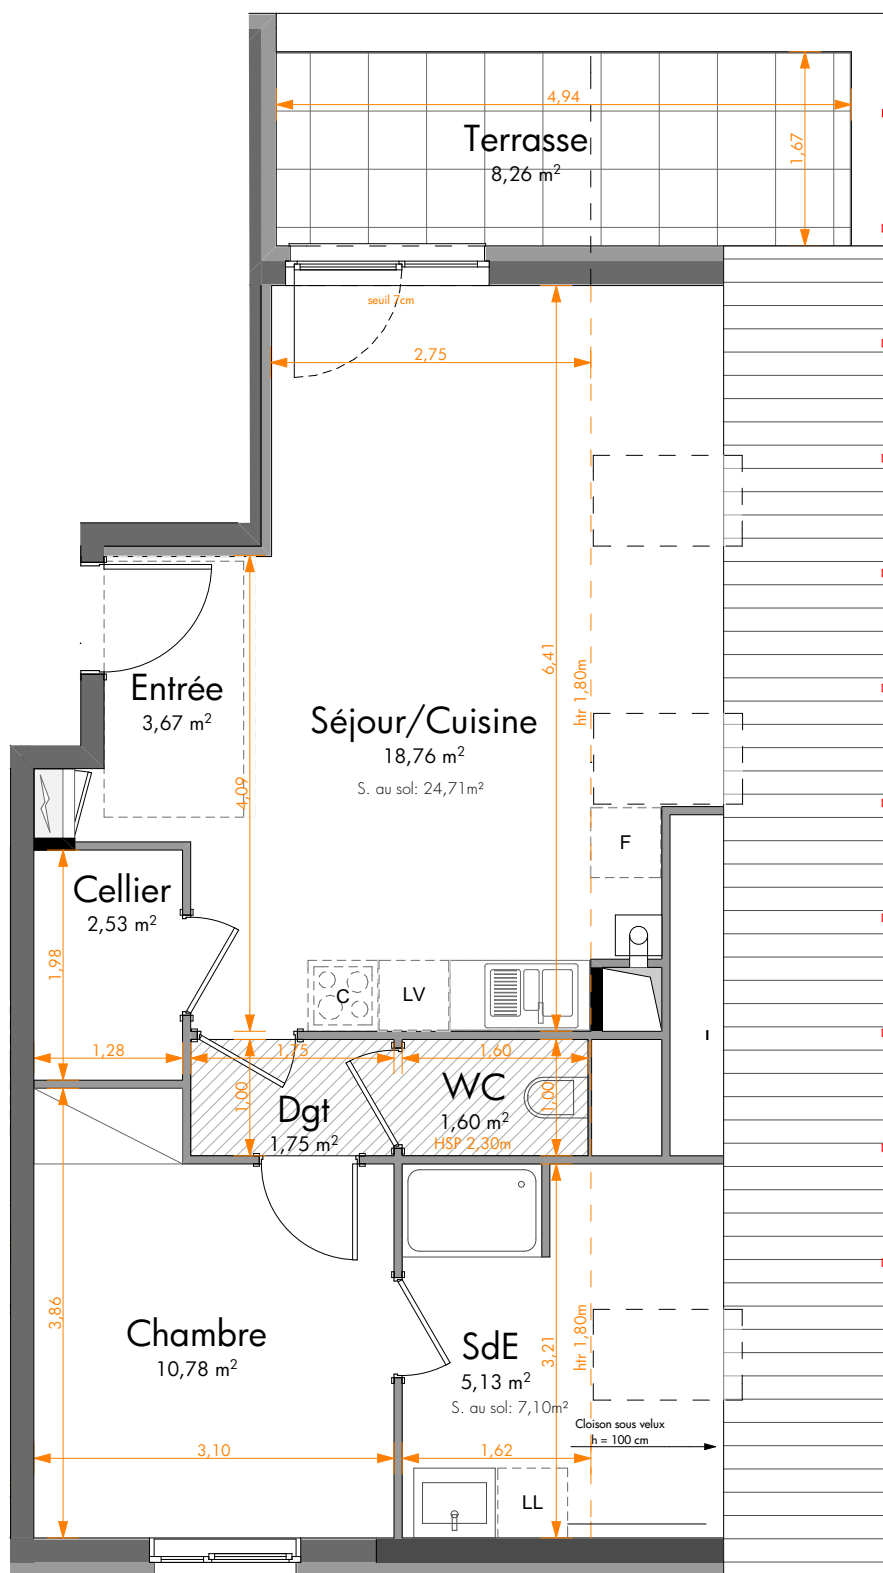 4,94
Terrasse
8,26 m²
1,67
seuil 7cm
2,75
6,41
htr 1,80m
Entrée
3,67 m²
Séjour/Cuisine
18,76 m²
S. au sol: 24,71m²
4,09
F
Cellier
2,53 m²
1,98
C
LV
1,28
1,75
1,60
1,00
WC
1,00
Dgt
1,60 m²
1,75 m²
HSP 2,30m
I
3,86
Chambre
10,78 m²
SdE
5,13 m²
S. au sol: 7,10m²
3,21
htr 1,80m
Cloison sous velux
h = 100 cm
3,10
1,62
LL